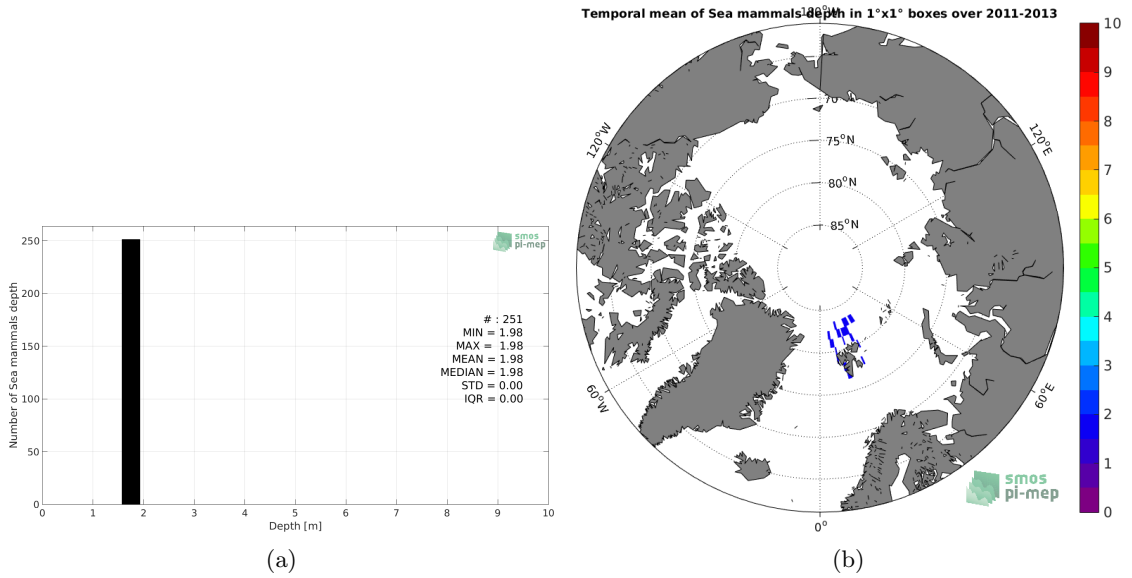 Temporal mean of Sea mammals depth in 1°x1° boxes over 2011-2013
250
200
150
100
50
0
Number of Sea mammals depth
0 1 2 3 4 5 6 7 8 9 10
Depth [m]
smos
pi-mep
# : 251
MIN = 1.98
MAX = 1.98
MEAN = 1.98
MEDIAN = 1.98
STD = 0.00
IQR = 0.00
(a)
180°W
120°W
120°E
60°W
60°E
0°
75°N
80°N
85°N
smos
pi-mep
10
9
8
7
6
5
4
3
2
1
0
(b)